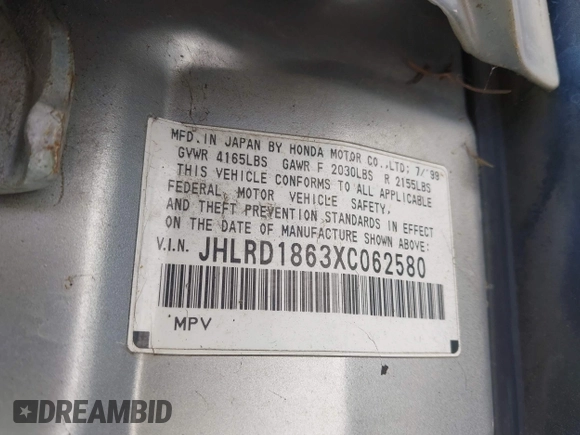 MFD. IN JAPAN BY HONDA MOTOR CO., LTD; 7/'99
GVWR 4165LBS GAWR F 2030LBS R 2155LBS
THIS VEHICLE CONFORMS TO ALL APPLICABLE
FEDERAL MOTOR VEHICLE SAFETY,
AND THEFT PREVENTION STANDARDS IN EFFECT
ON THE DATE OF MANUFACTURE SHOWN ABOVE:
V.I.N. JHLRD1863XC062580
MPV
DREAMBID